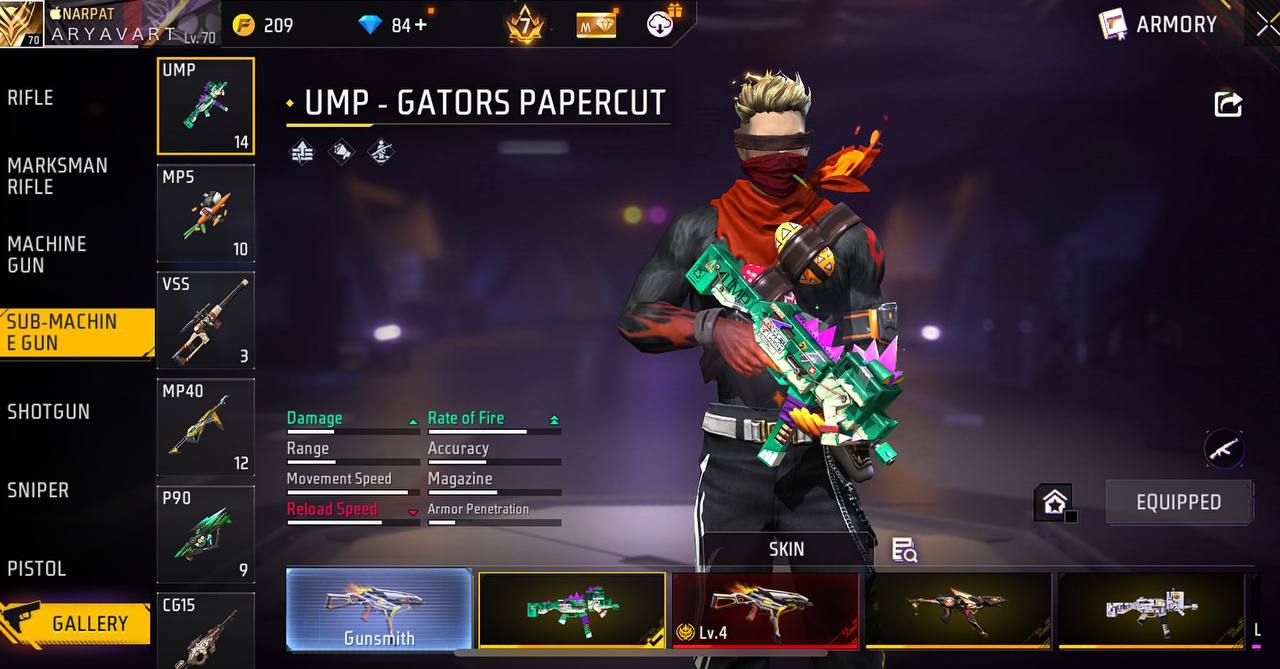 NARPAT
ARYAVART Lv.70
70
209
84+
7
M
ARMORY
RIFLE
MARKSMAN
RIFLE
MACHINE
GUN
SUB-MACHIN
E GUN
SHOTGUN
SNIPER
PISTOL
GALLERY
UMP
14
MP5
10
VSS
3
MP40
12
P90
9
CG15
UMP - GATORS PAPERCUT
UMP
Damage
Rate of Fire
Range
Accuracy
Movement Speed
Magazine
Reload Speed
Armor Penetration
EQUIPPED
SKIN
Gunsmith
Lv.4
L